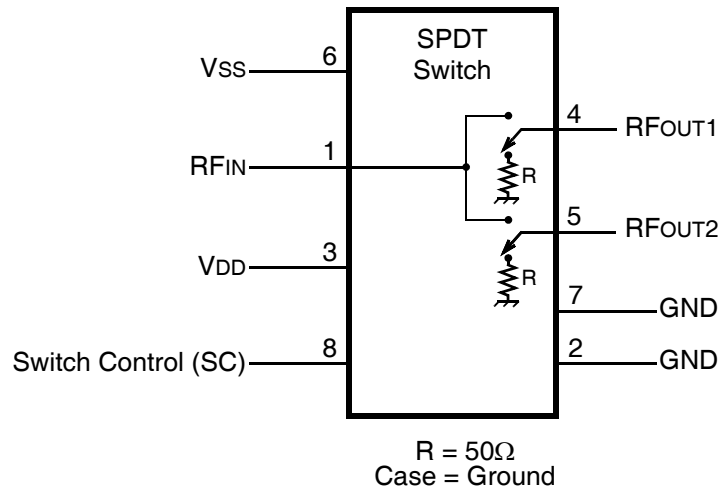 SPDT
Switch
VSS
6
RFIN
1
VDD
3
Switch Control (SC)
8
4
RFOUT1
R
5
RFOUT2
R
7
GND
2
GND
R = 50Ω
Case = Ground